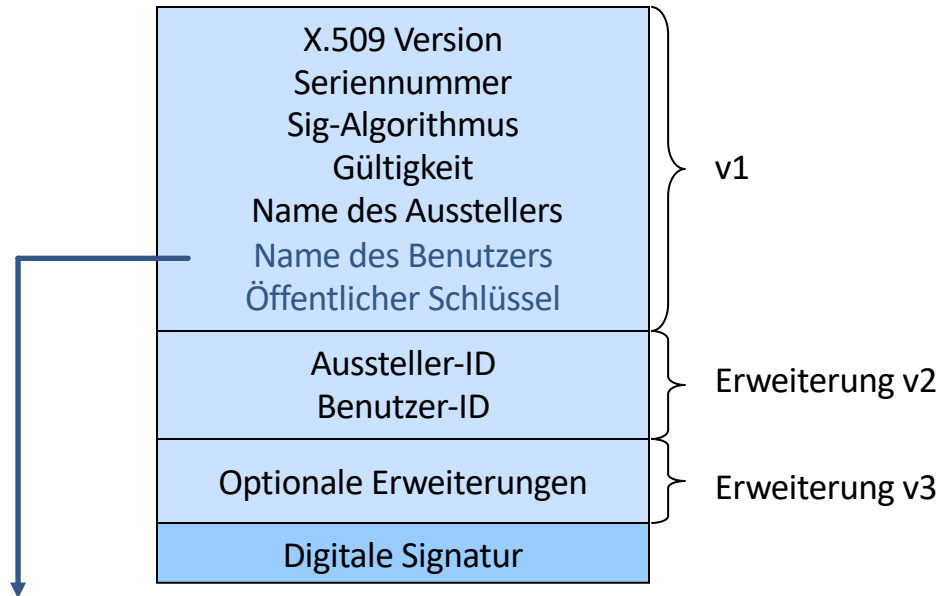 X.509 Version
Seriennummer
Sig-Algorithmus
Gültigkeit
Name des Ausstellers
Name des Benutzers
Öffentlicher Schlüssel
v1
Aussteller-ID
Benutzer-ID
Erweiterung v2
Optionale Erweiterungen
Erweiterung v3
Digitale Signatur